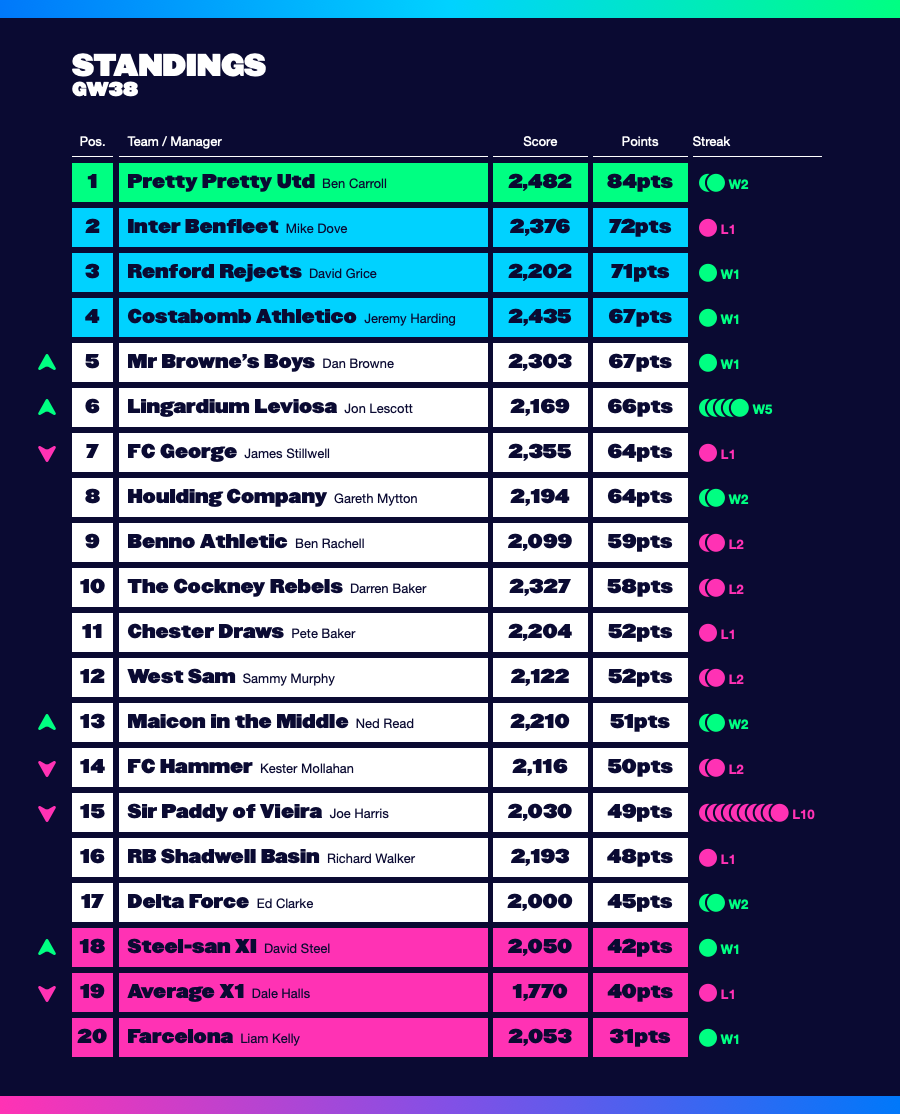 STANDINGS
GW38
Pos. Team / Manager Score Points Streak
1 Pretty Pretty Utd Ben Carroll 2,482 84pts W2
2 Inter Benfleet Mike Dove 2,376 72pts L1
3 Renford Rejects David Grice 2,202 71pts W1
4 Costabomb Athletico Jeremy Harding 2,435 67pts W1
5 Mr Browne’s Boys Dan Browne 2,303 67pts W1
6 Lingardium Leviosa Jon Lescott 2,169 66pts W5
7 FC George James Stillwell 2,355 64pts L1
8 Houlding Company Gareth Mytton 2,194 64pts W2
9 Benno Athletic Ben Rachell 2,099 59pts L2
10 The Cockney Rebels Darren Baker 2,327 58pts L2
11 Chester Draws Pete Baker 2,204 52pts L1
12 West Sam Sammy Murphy 2,122 52pts L2
13 Maicon in the Middle Ned Read 2,210 51pts W2
14 FC Hammer Kester Mollahan 2,116 50pts L2
15 Sir Paddy of Vieira Joe Harris 2,030 49pts L10
16 RB Shadwell Basin Richard Walker 2,193 48pts L1
17 Delta Force Ed Clarke 2,000 45pts W2
18 Steel-san XI David Steel 2,050 42pts W1
19 Average X1 Dale Halls 1,770 40pts L1
20 Farcelona Liam Kelly 2,053 31pts W1